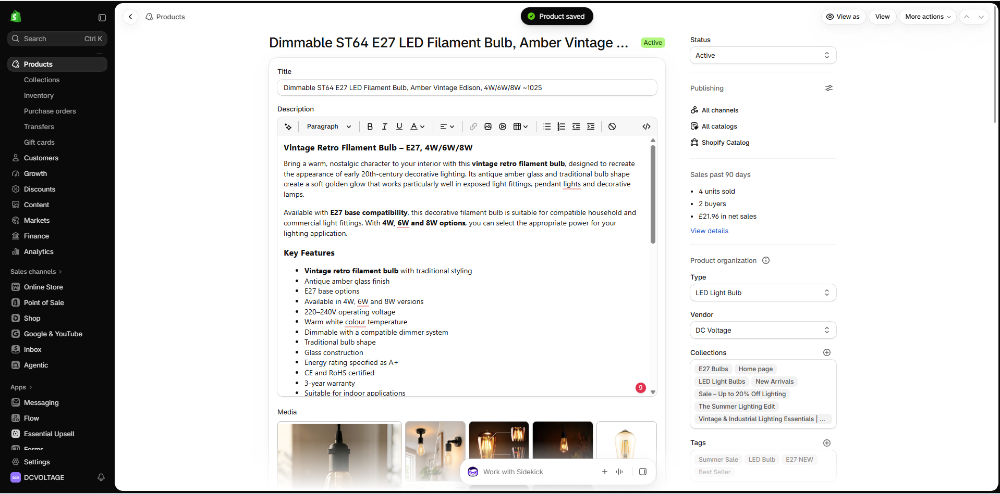 Products
Product saved
View as
View
More actions
Search
Ctrl K
Products
Collections
Inventory
Purchase orders
Transfers
Gift cards
Customers
Growth
Discounts
Content
Markets
Finance
Analytics
Sales channels
Online Store
Point of Sale
Shop
Google & YouTube
Inbox
Agentic
Apps
Messaging
Flow
Essential Upsell
Forms
Settings
DCV
DCVOLTAGE
Dimmable ST64 E27 LED Filament Bulb, Amber Vintage ...
Active
Title
Dimmable ST64 E27 LED Filament Bulb, Amber Vintage Edison, 4W/6W/8W ~1025
Description
Paragraph
B I U A
Vintage Retro Filament Bulb – E27, 4W/6W/8W
Bring a warm, nostalgic character to your interior with this vintage retro filament bulb, designed to recreate
the appearance of early 20th-century decorative lighting. Its antique amber glass and traditional bulb shape
create a soft golden glow that works particularly well in exposed light fittings, pendant lights and decorative
lamps.
Available with E27 base compatibility, this decorative filament bulb is suitable for compatible household and
commercial light fittings. With 4W, 6W and 8W options, you can select the appropriate power for your
lighting application.
Key Features
Vintage retro filament bulb with traditional styling
Antique amber glass finish
E27 base options
Available in 4W, 6W and 8W versions
220–240V operating voltage
Warm white colour temperature
Dimmable with a compatible dimmer system
Traditional bulb shape
Glass construction
Energy rating specified as A+
CE and RoHS certified
3-year warranty
Suitable for indoor applications
9
Media
Work with Sidekick
Status
Active
Publishing
All channels
All catalogs
Shopify Catalog
Sales past 90 days
4 units sold
2 buyers
£21.96 in net sales
View details
Product organization
Type
LED Light Bulb
Vendor
DC Voltage
Collections
E27 Bulbs
Home page
LED Light Bulbs
New Arrivals
Sale – Up to 20% Off Lighting
The Summer Lighting Edit
Vintage & Industrial Lighting Essentials | ...
Tags
Summer Sale
LED Bulb
E27 NEW
Best Seller